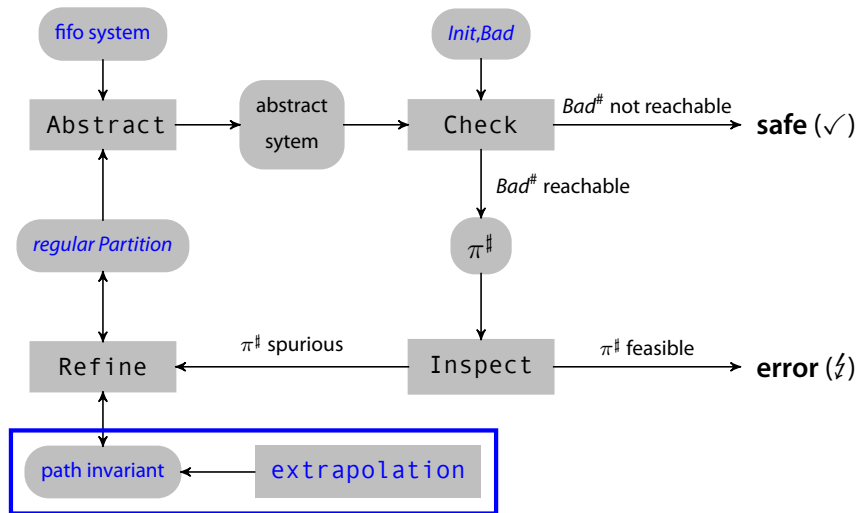 fifo system
Init,Bad
Abstract
abstract
sytem
Check
Bad# not reachable
safe (✓)
Bad# reachable
regular Partition
π♯
Refine
π♯ spurious
Inspect
π♯ feasible
error (↯)
path invariant
extrapolation